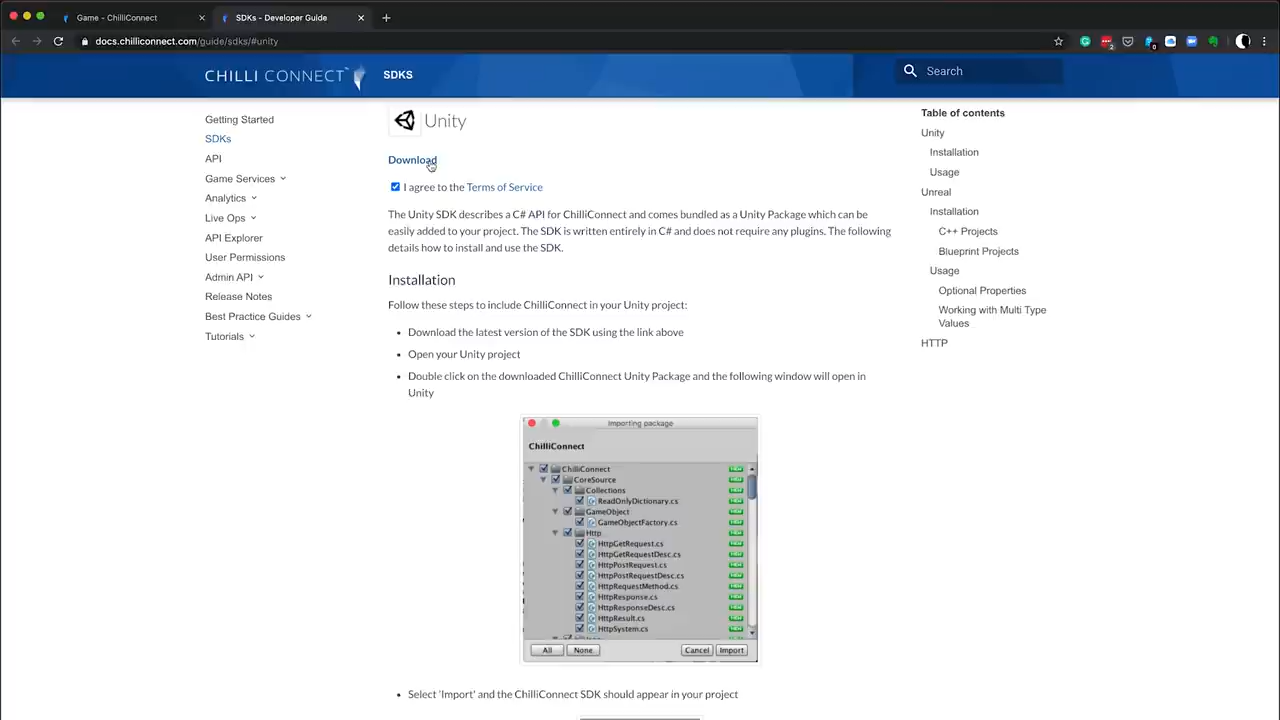 Game - ChilliConnect
SDKs - Developer Guide
docs.chilliconnect.com/guide/sdks/#unity
2
0
CHILLI CONNECT
SDKS
Search
Getting Started
SDKs
API
Game Services
Analytics
Live Ops
API Explorer
User Permissions
Admin API
Release Notes
Best Practice Guides
Tutorials
Unity
Download
I agree to the Terms of Service
The Unity SDK describes a C# API for ChilliConnect and comes bundled as a Unity Package which can be
easily added to your project. The SDK is written entirely in C# and does not require any plugins. The following
details how to install and use the SDK.
Installation
Follow these steps to include ChilliConnect in your Unity project:
• Download the latest version of the SDK using the link above
• Open your Unity project
• Double click on the downloaded ChilliConnect Unity Package and the following window will open in
Unity
Importing package
ChilliConnect
ChilliConnect
CoreSource
Collections
ReadOnlyDictionary.cs
GameObject
GameObjectFactory.cs
Http
HttpGetRequest.cs
HttpGetRequestDesc.cs
HttpPostRequest.cs
HttpPostRequestDesc.cs
HttpRequestMethod.cs
HttpResponse.cs
HttpResponseDesc.cs
HttpResult.cs
HttpSystem.cs
All
None
Cancel
Import
• Select 'Import' and the ChilliConnect SDK should appear in your project
Table of contents
Unity
Installation
Usage
Unreal
Installation
C++ Projects
Blueprint Projects
Usage
Optional Properties
Working with Multi Type
Values
HTTP